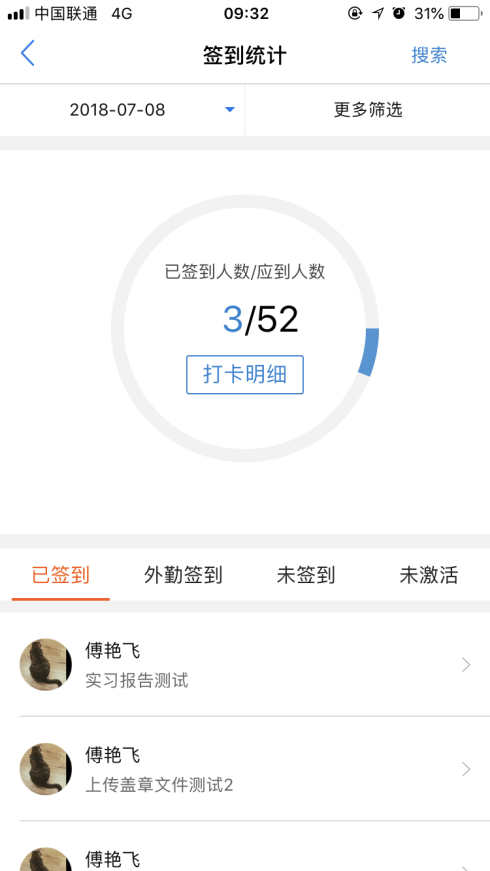 中国联通 4G 09:32 31%
签到统计 搜索
2018-07-08 更多筛选
已签到人数/应到人数
3/52
打卡明细
已签到 外勤签到 未签到 未激活
傅艳飞
实习报告测试
傅艳飞
上传盖章文件测试2
傅艳飞